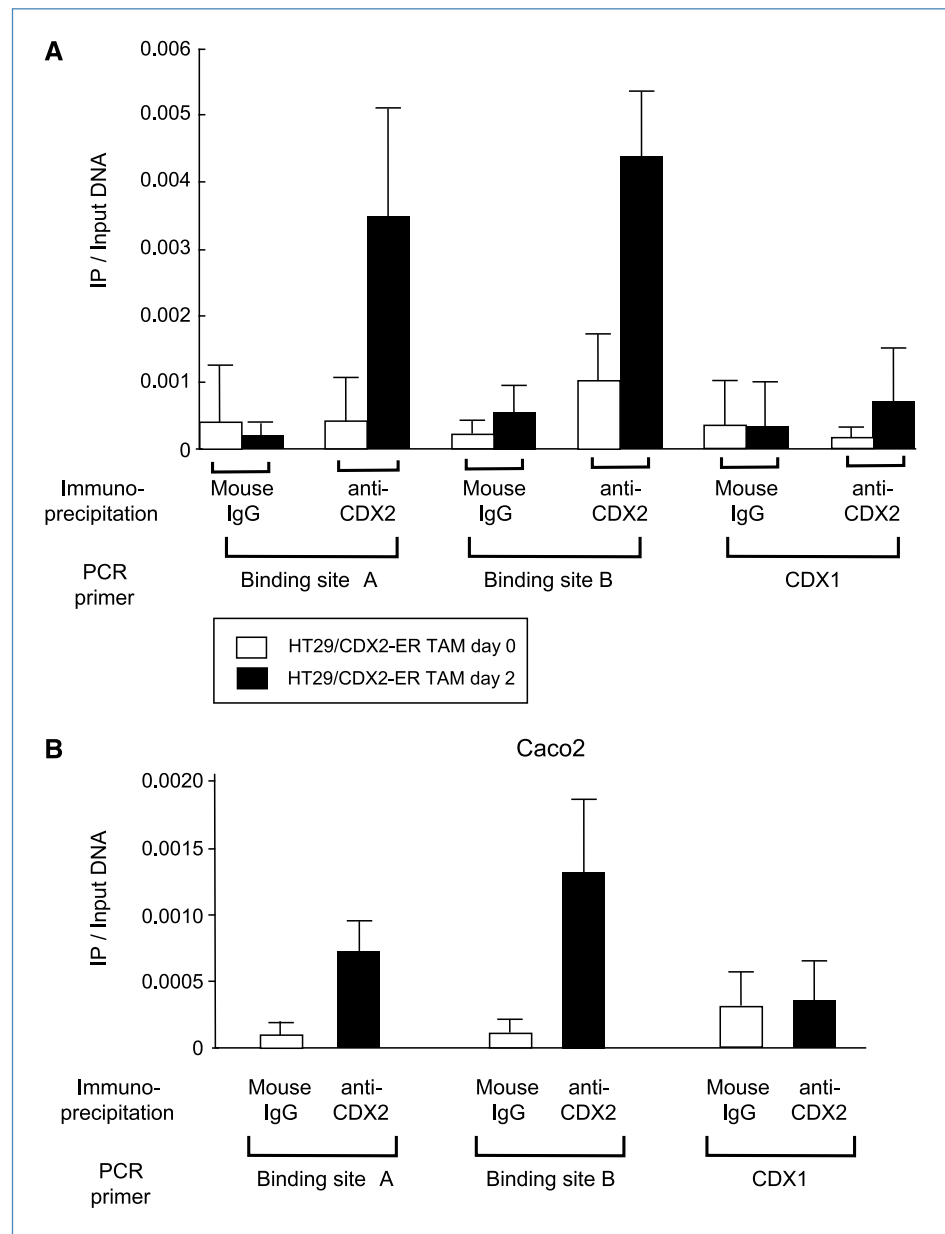 A
0.006
0.005
0.004
0.003
0.002
0.001
0
IP / Input DNA
Immuno-
precipitation
Mouse
IgG
anti-
CDX2
Mouse
IgG
anti-
CDX2
Mouse
IgG
anti-
CDX2
PCR
primer
Binding site A
Binding site B
CDX1
HT29/CDX2-ER TAM day 0
HT29/CDX2-ER TAM day 2
B
Caco2
0.0020
0.0015
0.0010
0.0005
0
IP / Input DNA
Immuno-
precipitation
Mouse
IgG
anti-
CDX2
Mouse
IgG
anti-
CDX2
Mouse
IgG
anti-
CDX2
PCR
primer
Binding site A
Binding site B
CDX1